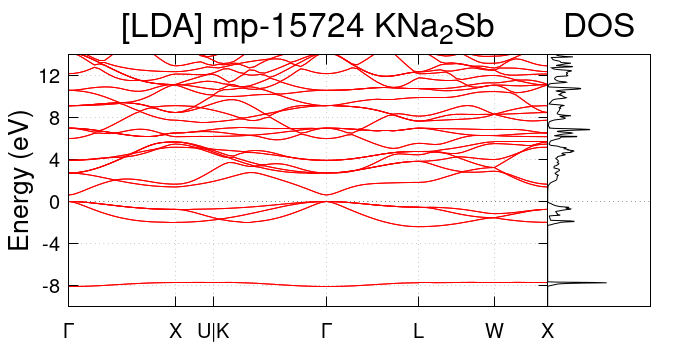 [LDA] mp-15724 KNa₂Sb DOS
Energy (eV)
12
8
4
0
-4
-8
Γ X U|K Γ L W X